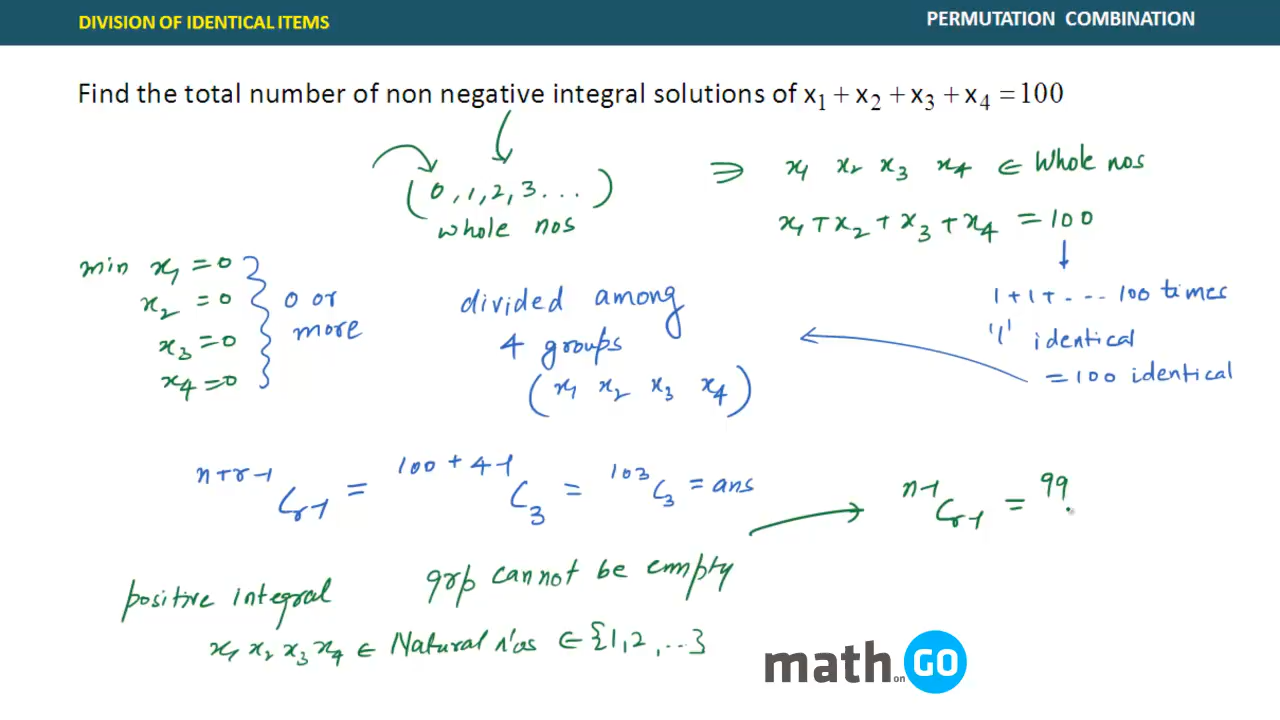 DIVISION OF IDENTICAL ITEMS
PERMUTATION COMBINATION
Find the total number of non negative integral solutions of x₁ + x₂ + x₃ + x₄ = 100
(0, 1, 2, 3 . . . )
whole nos
⇒ x₁ x₂ x₃ x₄ ∈ Whole nos
x₁ + x₂ + x₃ + x₄ = 100
1 + 1 + - - - 100 times
'1' identical
= 100 identical
min x₁ = 0
x₂ = 0
x₃ = 0
x₄ = 0
0 or
more
divided among
4 groups
(x₁ x₂ x₃ x₄)
ⁿ⁺ʳ⁻¹Cᵣ₋₁ = ¹⁰⁰⁺⁴⁻¹C₃ = ¹⁰³C₃ = ans
ⁿ⁻¹Cᵣ₋₁ = ⁹⁹
positive integral grp cannot be empty
x₁ x₂ x₃ x₄ ∈ Natural n'os ∈ {1, 2, ...}
math on GO